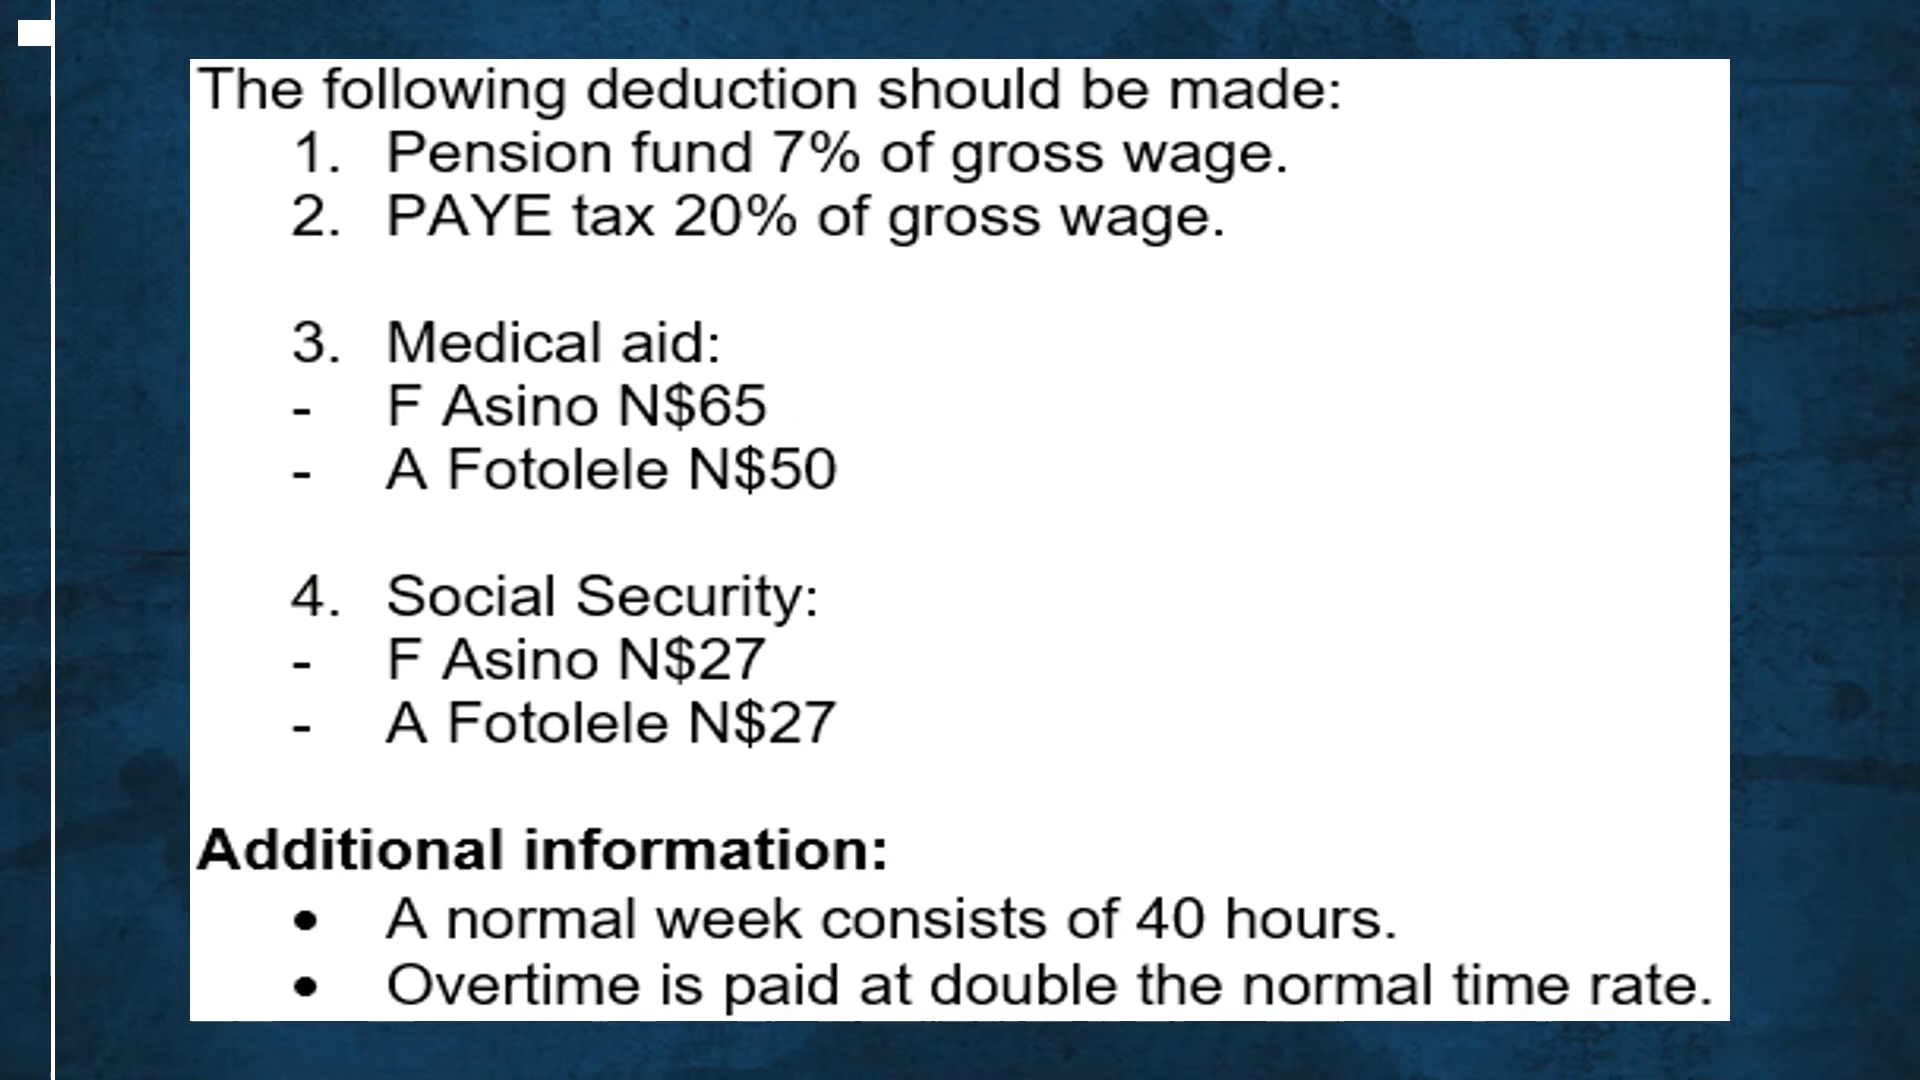 The following deduction should be made:
1. Pension fund 7% of gross wage.
2. PAYE tax 20% of gross wage.
3. Medical aid:
- F Asino N$65
- A Fotolele N$50
4. Social Security:
- F Asino N$27
- A Fotolele N$27
Additional information:
• A normal week consists of 40 hours.
• Overtime is paid at double the normal time rate.